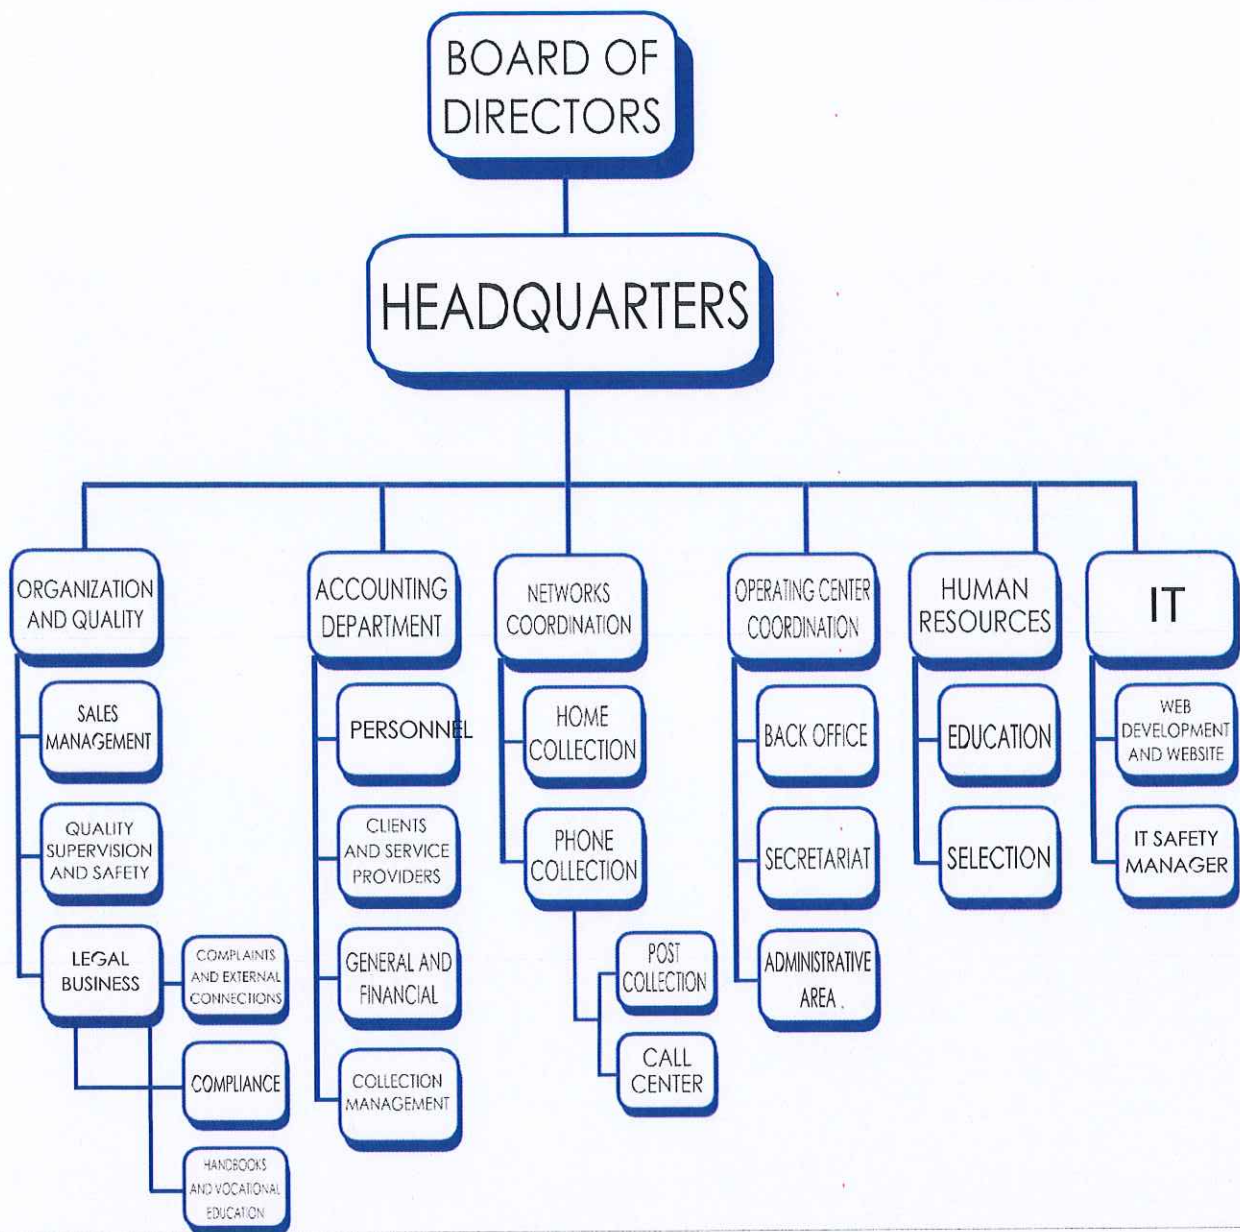 BOARD OF
DIRECTORS
HEADQUARTERS
ORGANIZATION
AND QUALITY
SALES
MANAGEMENT
QUALITY
SUPERVISION
AND SAFETY
LEGAL
BUSINESS
COMPLAINTS
AND EXTERNAL
CONNECTIONS
COMPLIANCE
HANDBOOKS
AND VOCATIONAL
EDUCATION
ACCOUNTING
DEPARTMENT
PERSONNEL
CLIENTS
AND SERVICE
PROVIDERS
GENERAL AND
FINANCIAL
COLLECTION
MANAGEMENT
NETWORKS
COORDINATION
HOME
COLLECTION
PHONE
COLLECTION
POST
COLLECTION
CALL
CENTER
OPERATING CENTER
COORDINATION
BACK OFFICE
SECRETARIAT
ADMINISTRATIVE
AREA
HUMAN
RESOURCES
EDUCATION
SELECTION
IT
WEB
DEVELOPMENT
AND WEBSITE
IT SAFETY
MANAGER